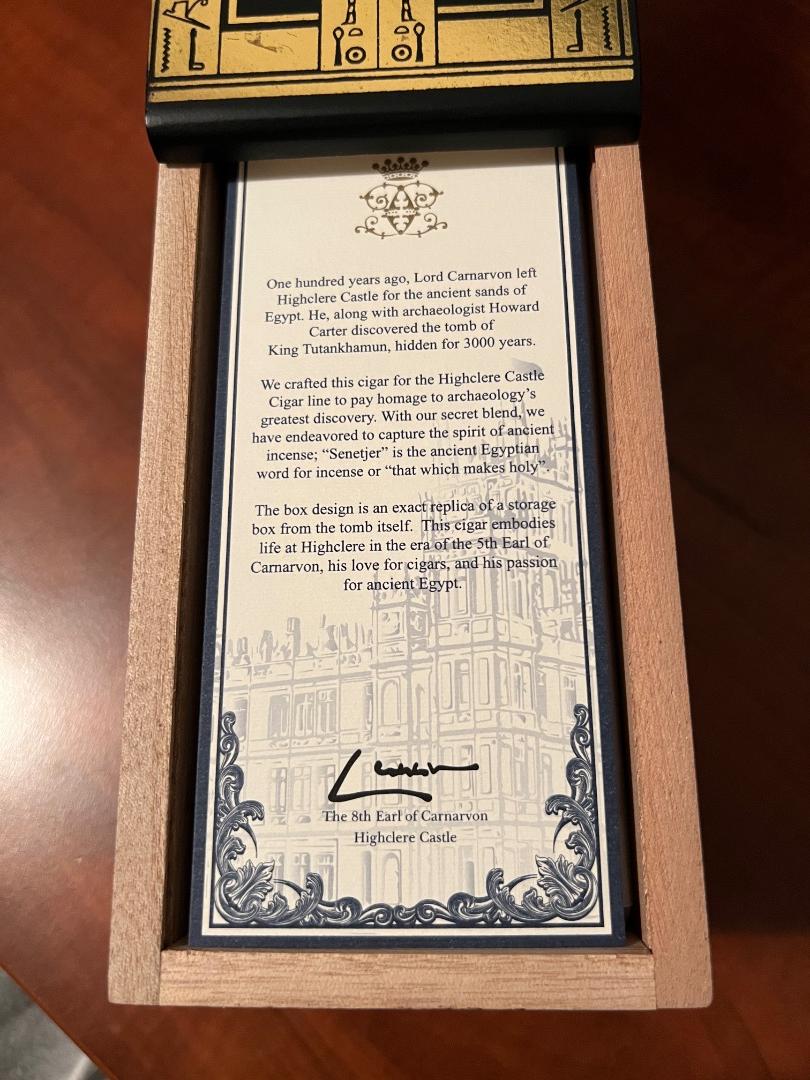 One hundred years ago, Lord Carnarvon left
Highclere Castle for the ancient sands of
Egypt. He, along with archaeologist Howard
Carter discovered the tomb of
King Tutankhamun, hidden for 3000 years.
We crafted this cigar for the Highclere Castle
Cigar line to pay homage to archaeology’s
greatest discovery. With our secret blend, we
have endeavored to capture the spirit of ancient
incense; “Senetjer” is the ancient Egyptian
word for incense or “that which makes holy”.
The box design is an exact replica of a storage
box from the tomb itself. This cigar embodies
life at Highclere in the era of the 5th Earl of
Carnarvon, his love for cigars, and his passion
for ancient Egypt.
The 8th Earl of Carnarvon
Highclere Castle